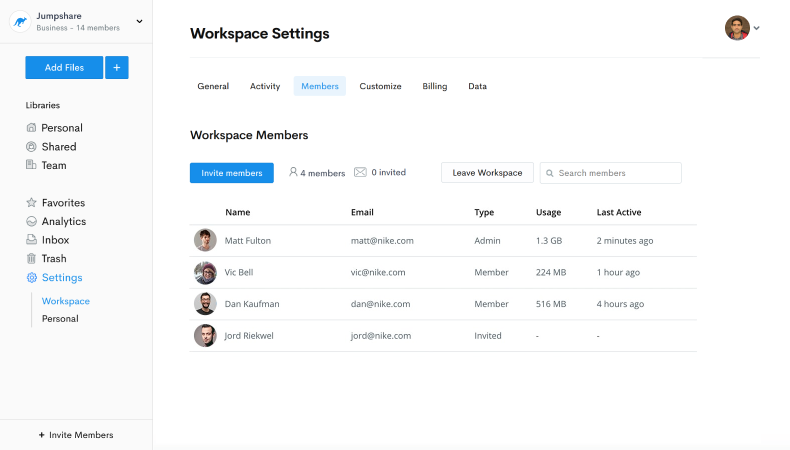 Jumpshare
Business - 14 members
Add Files +
Libraries
Personal
Shared
Team
Favorites
Analytics
Inbox
Trash
Settings
Workspace
Personal
+ Invite Members
Workspace Settings
General Activity Members Customize Billing Data
Workspace Members
Invite members 4 members 0 invited Leave Workspace Search members
Name Email Type Usage Last Active
Matt Fulton matt@nike.com Admin 1.3 GB 2 minutes ago
Vic Bell vic@nike.com Member 224 MB 1 hour ago
Dan Kaufman dan@nike.com Member 516 MB 4 hours ago
Jord Riekwel jord@nike.com Invited - -